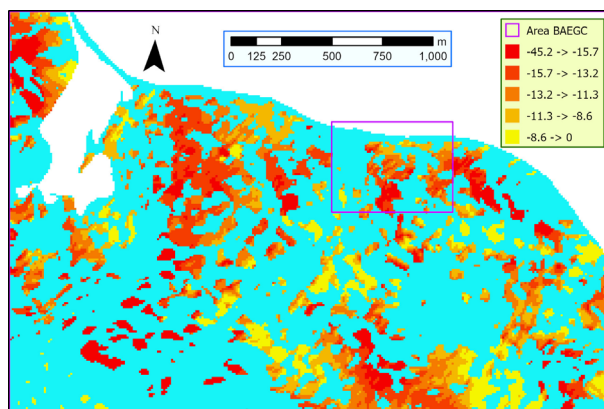 N
0 125 250 500 750 1,000
m
Area BAEGC
-45.2 -> -15.7
-15.7 -> -13.2
-13.2 -> -11.3
-11.3 -> -8.6
-8.6 -> 0